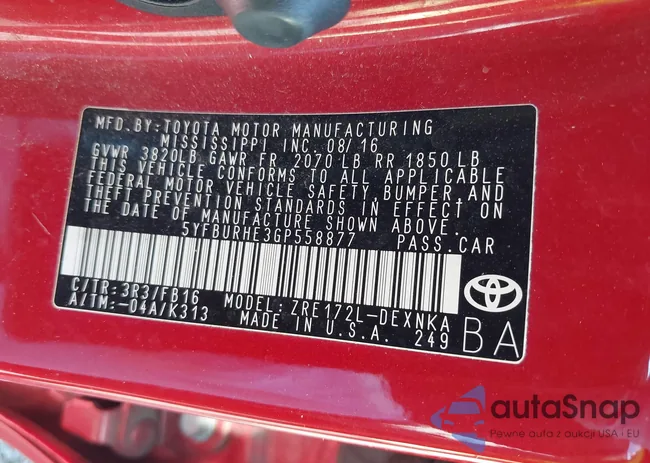 MFD.BY:TOYOTA MOTOR MANUFACTURING
MISSISSIPPI INC. 08/16
GVWR 3820LB GAWR FR 2070 LB RR 1850 LB
THIS VEHICLE CONFORMS TO ALL APPLICABLE
FEDERAL MOTOR VEHICLE SAFETY, BUMPER,AND
THEFT PREVENTION STANDARDS IN EFFECT ON
THE DATE OF MANUFACTURE SHOWN ABOVE.
5YFBURHE3GP558877 PASS.CAR
C/TR:3R3/FB16 MODEL: ZRE172L-DEXNKA
A/TM:-04A/K313 MADE IN U.S.A. 249
BA
autaSnap
Pewne auta z aukcji USA i EU